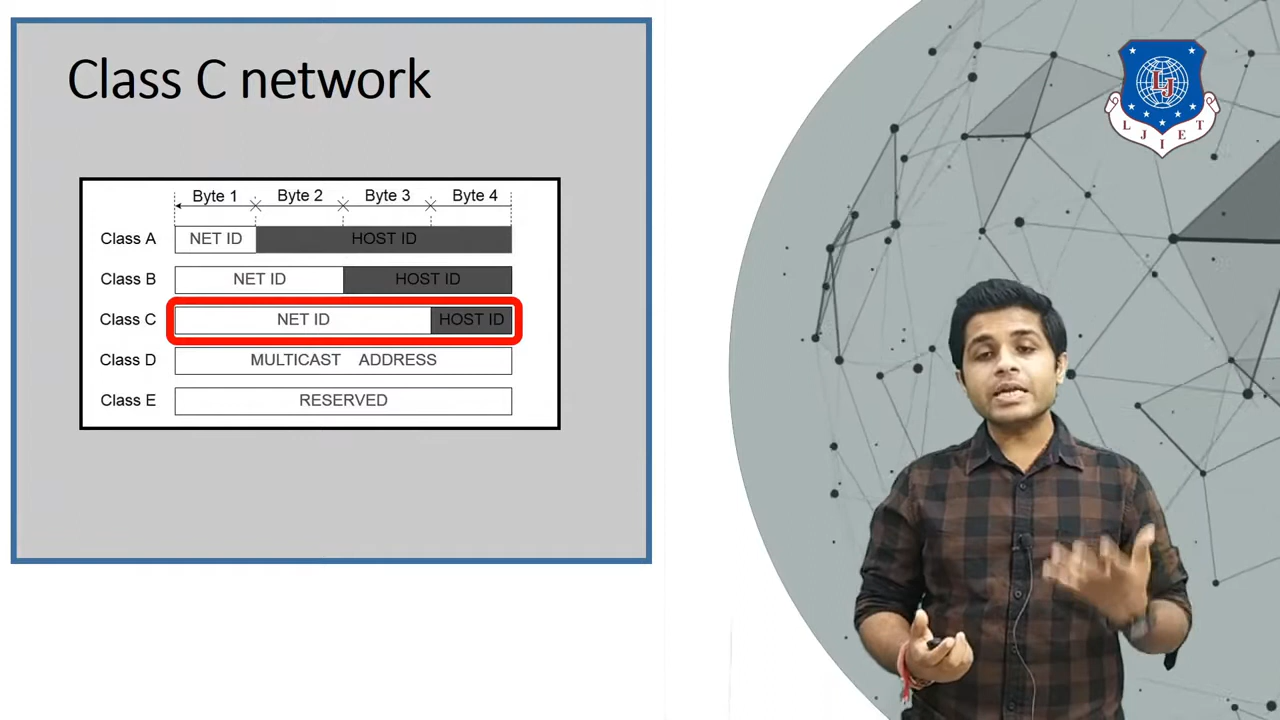 Class C network
Byte 1 Byte 2 Byte 3 Byte 4
Class A NET ID HOST ID
Class B NET ID HOST ID
Class C NET ID HOST ID
Class D MULTICAST ADDRESS
Class E RESERVED
LJ
L J I E T